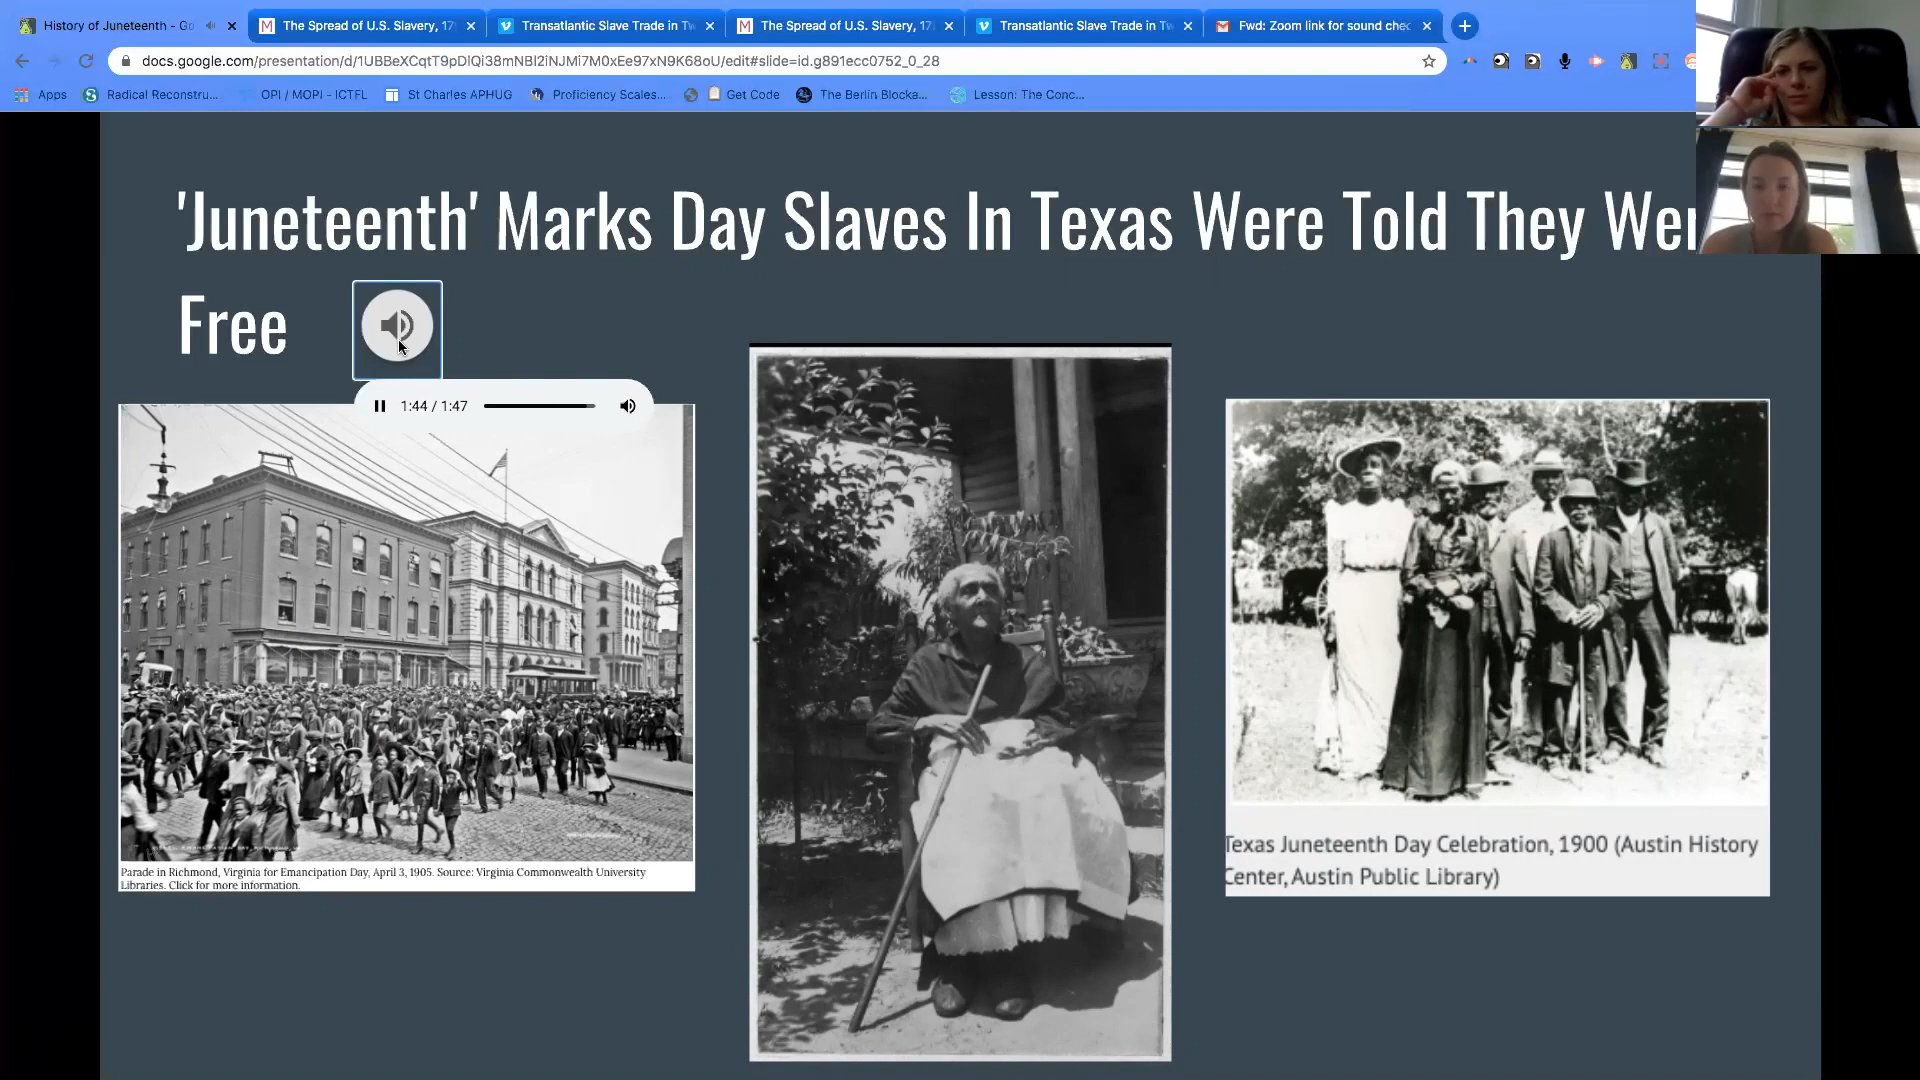 History of Juneteenth - Go
The Spread of U.S. Slavery, 17
Transatlantic Slave Trade in Tw
The Spread of U.S. Slavery, 17
Transatlantic Slave Trade in Tw
Fwd: Zoom link for sound chec
docs.google.com/presentation/d/1UBBeXCqtT9pDlQi38mNBl2iNJMi7M0xEe97xN9K68oU/edit#slide=id.g891ecc0752_0_28
Apps
Radical Reconstru...
OPI / MOPI - ICTFL
St Charles APHUG
Proficiency Scales...
Get Code
The Berlin Blocka...
Lesson: The Conc...
'Juneteenth' Marks Day Slaves In Texas Were Told They Wer
Free
1:44 / 1:47
Parade in Richmond, Virginia for Emancipation Day, April 3, 1905. Source: Virginia Commonwealth University
Libraries. Click for more information.
Texas Juneteenth Day Celebration, 1900 (Austin History
Center, Austin Public Library)